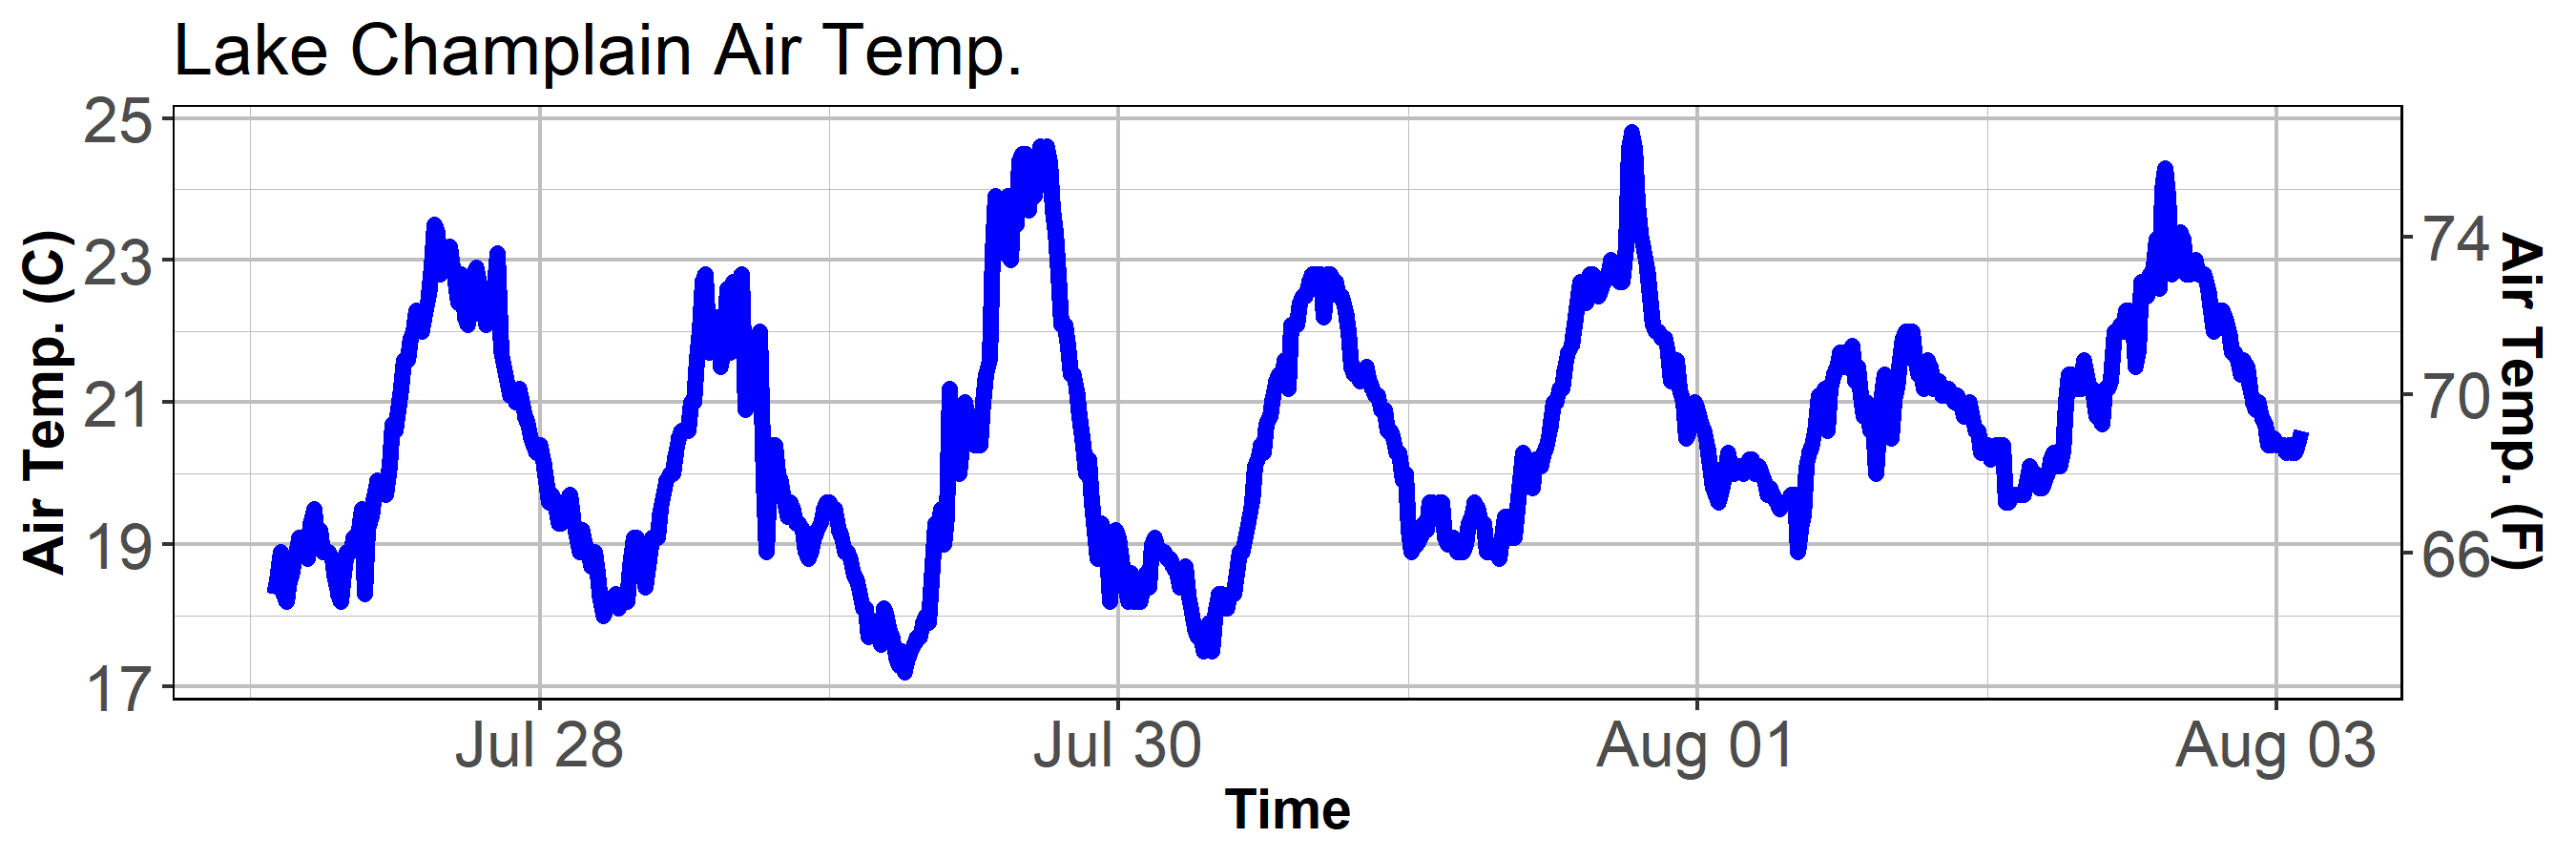 Lake Champlain Air Temp.
Air Temp. (C)
25
23
21
19
17
74
70
66
Air Temp. (F)
Jul 28 Jul 30 Aug 01 Aug 03
Time